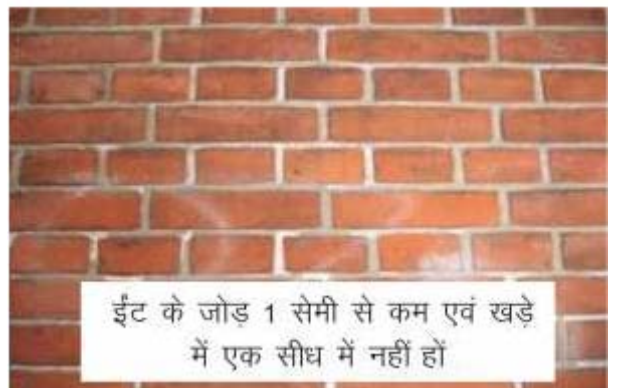 ईंट के जोड़ 1 सेमी से कम एवं खड़े
में एक सीध में नहीं हों